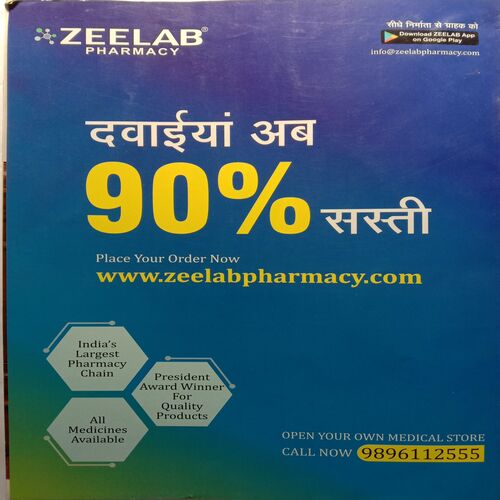 ZEELAB®
PHARMACY
सीधे निर्माता से ग्राहक को
Download ZEELAB App
on Google Play
info@zeelabpharmacy.com
दवाईयां अब
90% सस्ती
Place Your Order Now
www.zeelabpharmacy.com
India's
Largest
Pharmacy
Chain
President
Award Winner
For
Quality
Products
All
Medicines
Available
OPEN YOUR OWN MEDICAL STORE
CALL NOW 9896112555